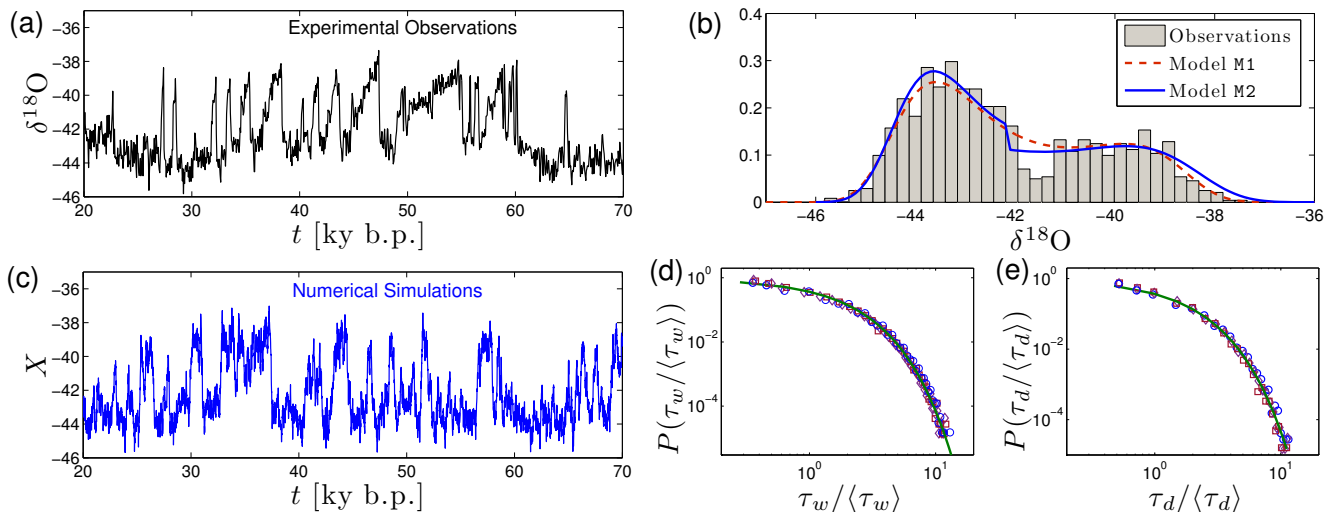 (a)
Experimental Observations
δ¹⁸O
−36
−38
−40
−42
−44
−46
20 30 40 50 60 70
t [ky b.p.]
(b)
Observations
Model M1
Model M2
0.4
0.3
0.2
0.1
0
−46 −44 −42 −40 −38 −36
δ¹⁸O
(c)
Numerical Simulations
X
−36
−38
−40
−42
−44
−46
20 30 40 50 60 70
t [ky b.p.]
(d)
P(τ_w/⟨τ_w⟩)
10⁰
10⁻²
10⁻⁴
10⁰ 10¹
τ_w/⟨τ_w⟩
(e)
P(τ_d/⟨τ_d⟩)
10⁰
10⁻²
10⁻⁴
10⁰ 10¹
τ_d/⟨τ_d⟩